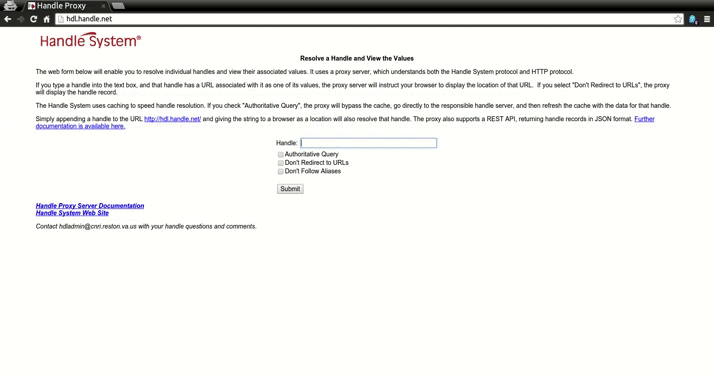 Handle Proxy
hdl.handle.net
Handle System®
Resolve a Handle and View the Values
The web form below will enable you to resolve individual handles and view their associated values. It uses a proxy server, which understands both the Handle System protocol and HTTP protocol.
If you type a handle into the text box, and that handle has a URL associated with it as one of its values, the proxy server will instruct your browser to display the location of that URL. If you select "Don't Redirect to URLs", the proxy
will display the handle record.
The Handle System uses caching to speed handle resolution. If you check "Authoritative Query", the proxy will bypass the cache, go directly to the responsible handle server, and then refresh the cache with the data for that handle.
Simply appending a handle to the URL http://hdl.handle.net/ and giving the string to a browser as a location will also resolve that handle. The proxy also supports a REST API, returning handle records in JSON format. Further
documentation is available here.
Handle:
Authoritative Query
Don't Redirect to URLs
Don't Follow Aliases
Submit
Handle Proxy Server Documentation
Handle System Web Site
Contact hdladmin@cnri.reston.va.us with your handle questions and comments.